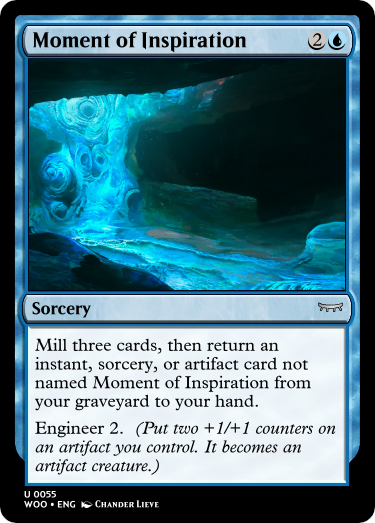 Moment of Inspiration 2
Sorcery
Mill three cards, then return an
instant, sorcery, or artifact card not
named Moment of Inspiration from
your graveyard to your hand.
Engineer 2. (Put two +1/+1 counters on
an artifact you control. It becomes an
artifact creature.)
U 0055
WOO • ENG Chander Lieve